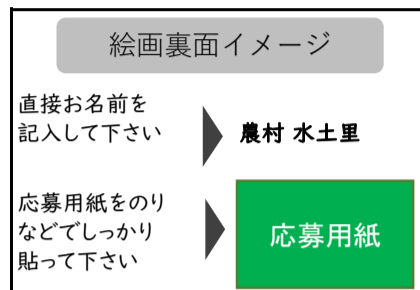 絵画裏面イメージ
直接お名前を
記入して下さい
農村 水土里
応募用紙をのり
などでしっかり
貼って下さい
応募用紙